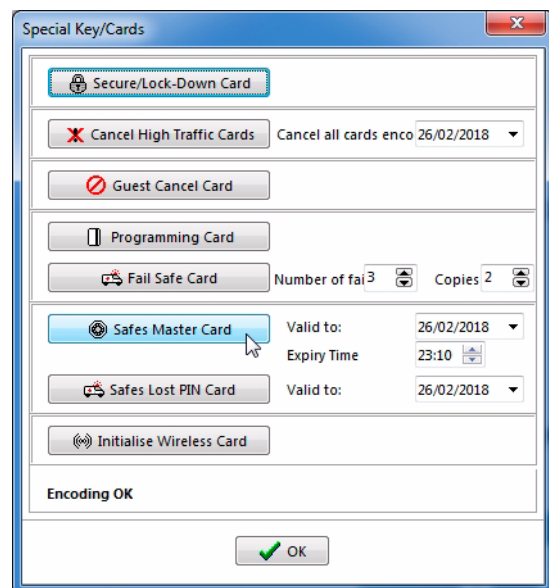 Special Key/Cards
Secure/Lock-Down Card
Cancel High Traffic Cards Cancel all cards enco 26/02/2018
Guest Cancel Card
Programming Card
Fail Safe Card Number of fai 3 Copies 2
Safes Master Card Valid to: 26/02/2018
Expiry Time 23:10
Safes Lost PIN Card Valid to: 26/02/2018
Initialise Wireless Card
Encoding OK
OK